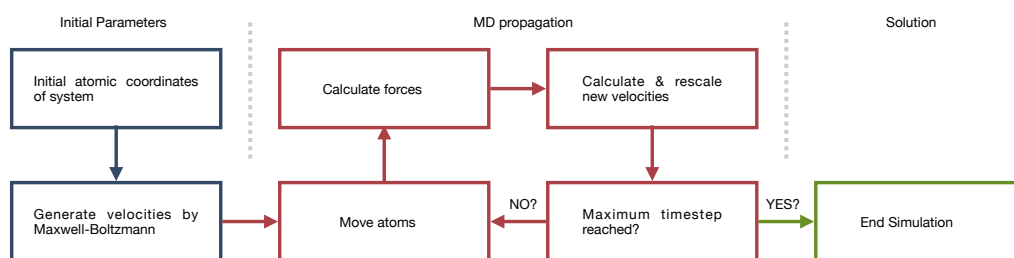 Initial Parameters
MD propagation
Solution
Initial atomic coordinates
of system
Calculate forces
Calculate & rescale
new velocities
Generate velocities by
Maxwell-Boltzmann
Move atoms
NO?
Maximum timestep
reached?
YES?
End Simulation